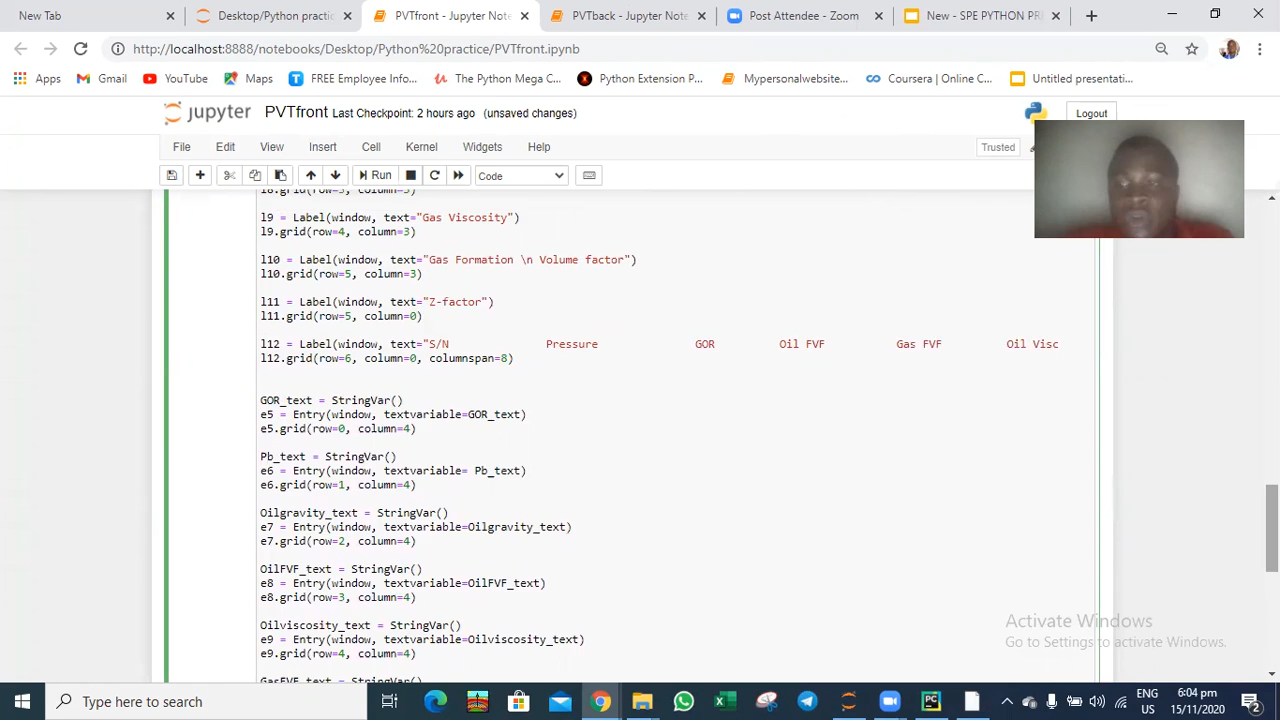 New Tab
Desktop/Python practic
PVTfront - Jupyter Note
PVTback - Jupyter Note
Post Attendee - Zoom
New - SPE PYTHON PRE
http://localhost:8888/notebooks/Desktop/Python%20practice/PVTfront.ipynb
Apps
Gmail
YouTube
Maps
FREE Employee Info...
The Python Mega C...
Python Extension P...
Mypersonalwebsite...
Coursera | Online C...
Untitled presentati...
jupyter PVTfront Last Checkpoint: 2 hours ago (unsaved changes)
Logout
File Edit View Insert Cell Kernel Widgets Help
Trusted
Run Code
l8.grid(row=3, column=3)
l9 = Label(window, text="Gas Viscosity")
l9.grid(row=4, column=3)
l10 = Label(window, text="Gas Formation \n Volume factor")
l10.grid(row=5, column=3)
l11 = Label(window, text="Z-factor")
l11.grid(row=5, column=0)
l12 = Label(window, text="S/N Pressure GOR Oil FVF Gas FVF Oil Visc
l12.grid(row=6, column=0, columnspan=8)
GOR_text = StringVar()
e5 = Entry(window, textvariable=GOR_text)
e5.grid(row=0, column=4)
Pb_text = StringVar()
e6 = Entry(window, textvariable= Pb_text)
e6.grid(row=1, column=4)
Oilgravity_text = StringVar()
e7 = Entry(window, textvariable=Oilgravity_text)
e7.grid(row=2, column=4)
OilFVF_text = StringVar()
e8 = Entry(window, textvariable=OilFVF_text)
e8.grid(row=3, column=4)
Oilviscosity_text = StringVar()
e9 = Entry(window, textvariable=Oilviscosity_text)
e9.grid(row=4, column=4)
GasFVF_text = StringVar()
Activate Windows
Go to Settings to activate Windows.
Type here to search
ENG
US
6:04 pm
15/11/2020
2